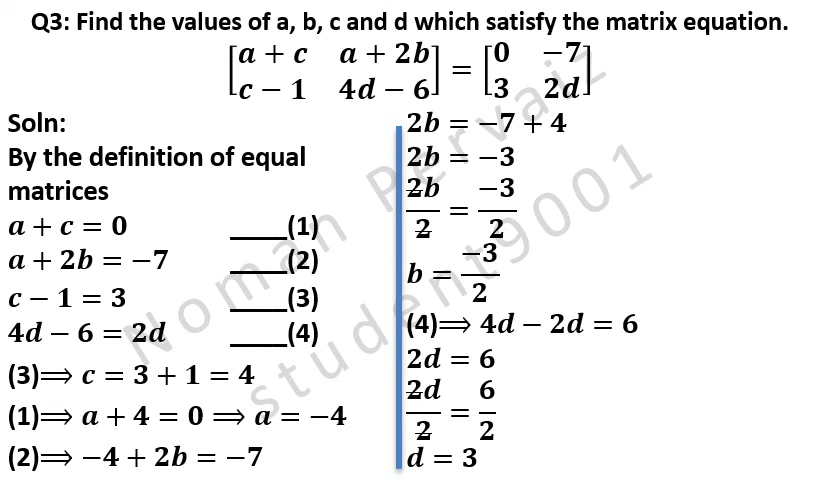 Q3: Find the values of a, b, c and d which satisfy the matrix equation.
[a + c  a + 2b] = [0  −7]
[c − 1  4d − 6]   [3  2d]
Soln:
By the definition of equal
matrices
a + c = 0 ____(1)
a + 2b = −7 ____(2)
c − 1 = 3 ____(3)
4d − 6 = 2d ____(4)
(3)⟹ c = 3 + 1 = 4
(1)⟹ a + 4 = 0 ⟹ a = −4
(2)⟹ −4 + 2b = −7
2b = −7 + 4
2b = −3
2b/2 = −3/2
b = −3/2
(4)⟹ 4d − 2d = 6
2d = 6
2d/2 = 6/2
d = 3
Noman Pervaiz
student9001